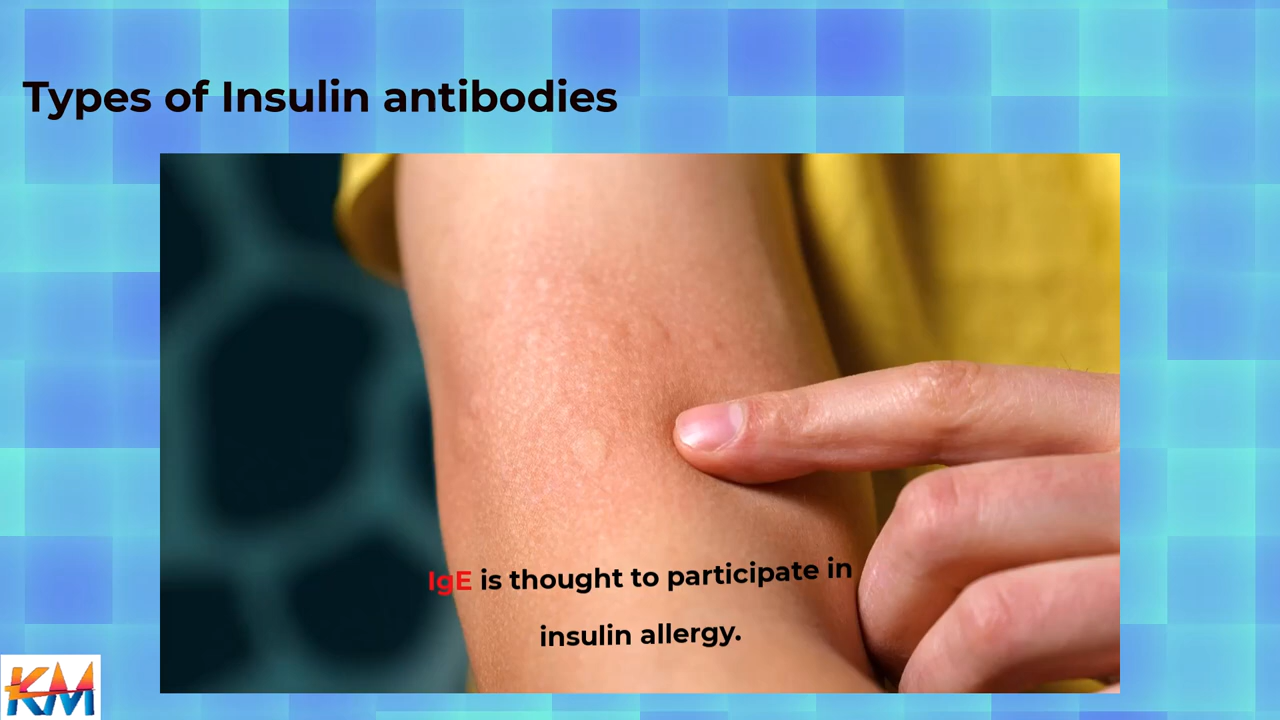 Types of Insulin antibodies
IgE is thought to participate in
insulin allergy.
KM